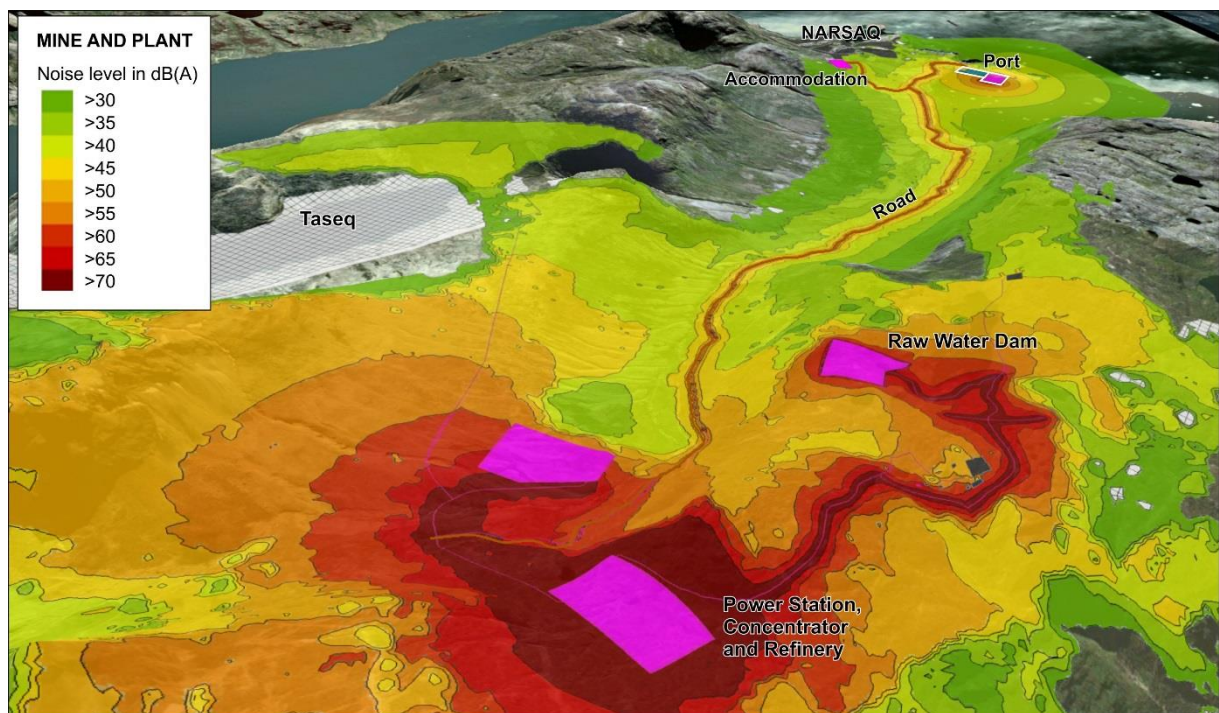 MINE AND PLANT
Noise level in dB(A)
>30
>35
>40
>45
>50
>55
>60
>65
>70
NARSAQ
Port
Accommodation
Road
Taseq
Raw Water Dam
Power Station,
Concentrator
and Refinery